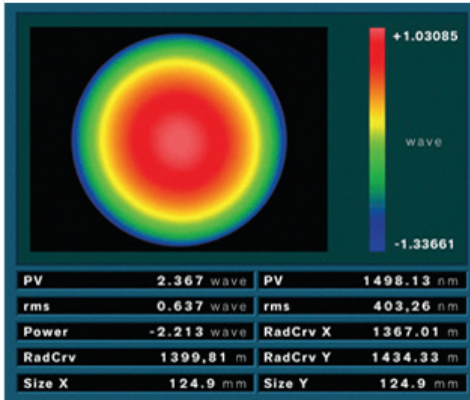 +1.03085
wave
-1.33661
PV 2.367 wave PV 1498.13 nm
rms 0.637 wave rms 403,26 nm
Power -2.213 wave RadCrv X 1367.01 m
RadCrv 1399,81 m RadCrv Y 1434.33 m
Size X 124.9 mm Size Y 124.9 mm